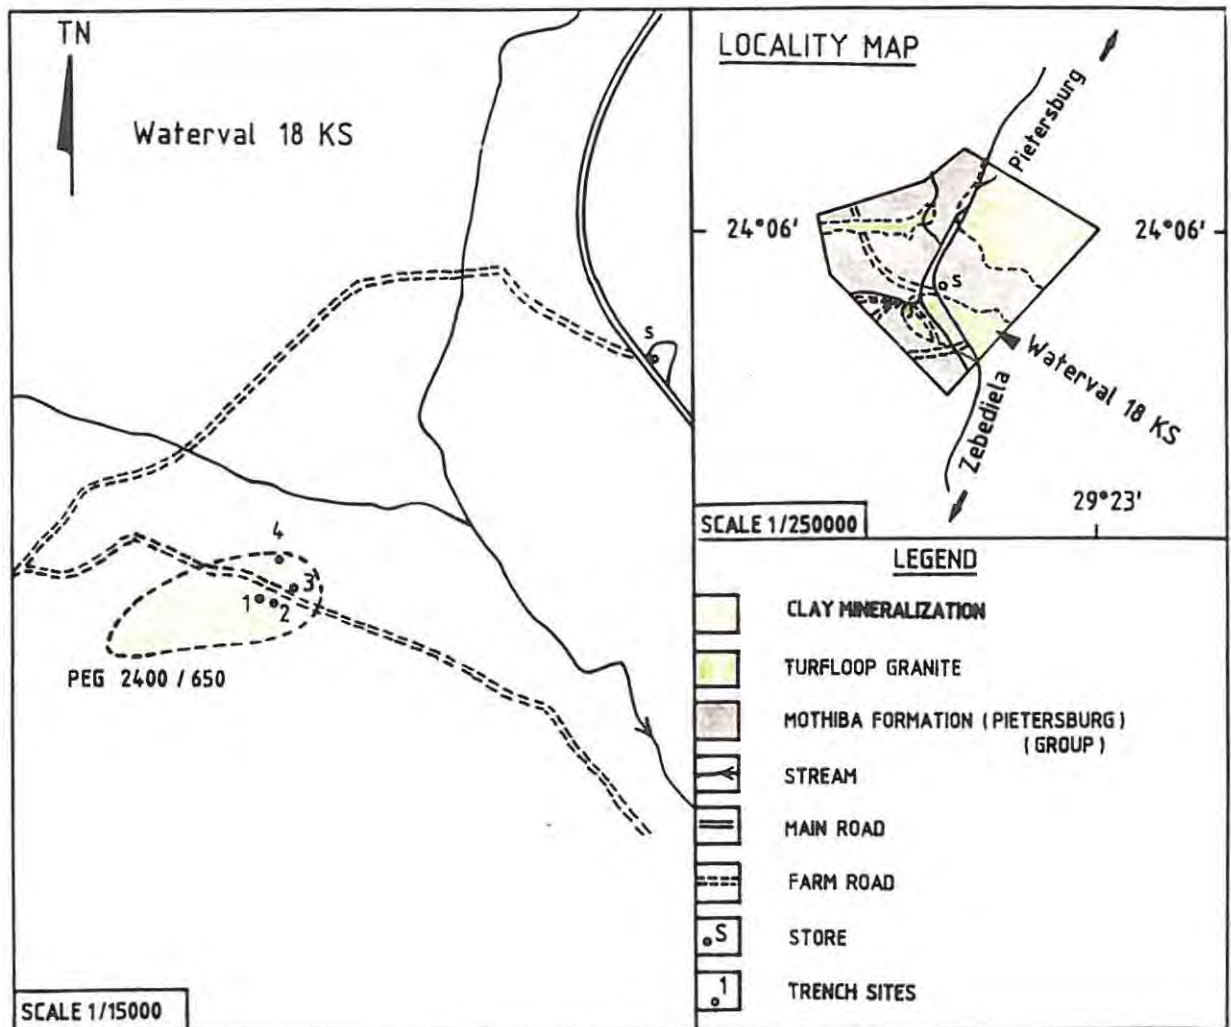 TN
Waterval 18 KS
S
4
3
1
2
PEG 2400 / 650
SCALE 1/15000
LOCALITY MAP
Pietersburg
24°06'
24°06'
S
Waterval 18 KS
Zebediela
29°23'
SCALE 1/250000
LEGEND
CLAY MINERALIZATION
TURFLOOP GRANITE
MOTHIBA FORMATION (PIETERSBURG)
(GROUP)
STREAM
MAIN ROAD
FARM ROAD
S
STORE
1
TRENCH SITES